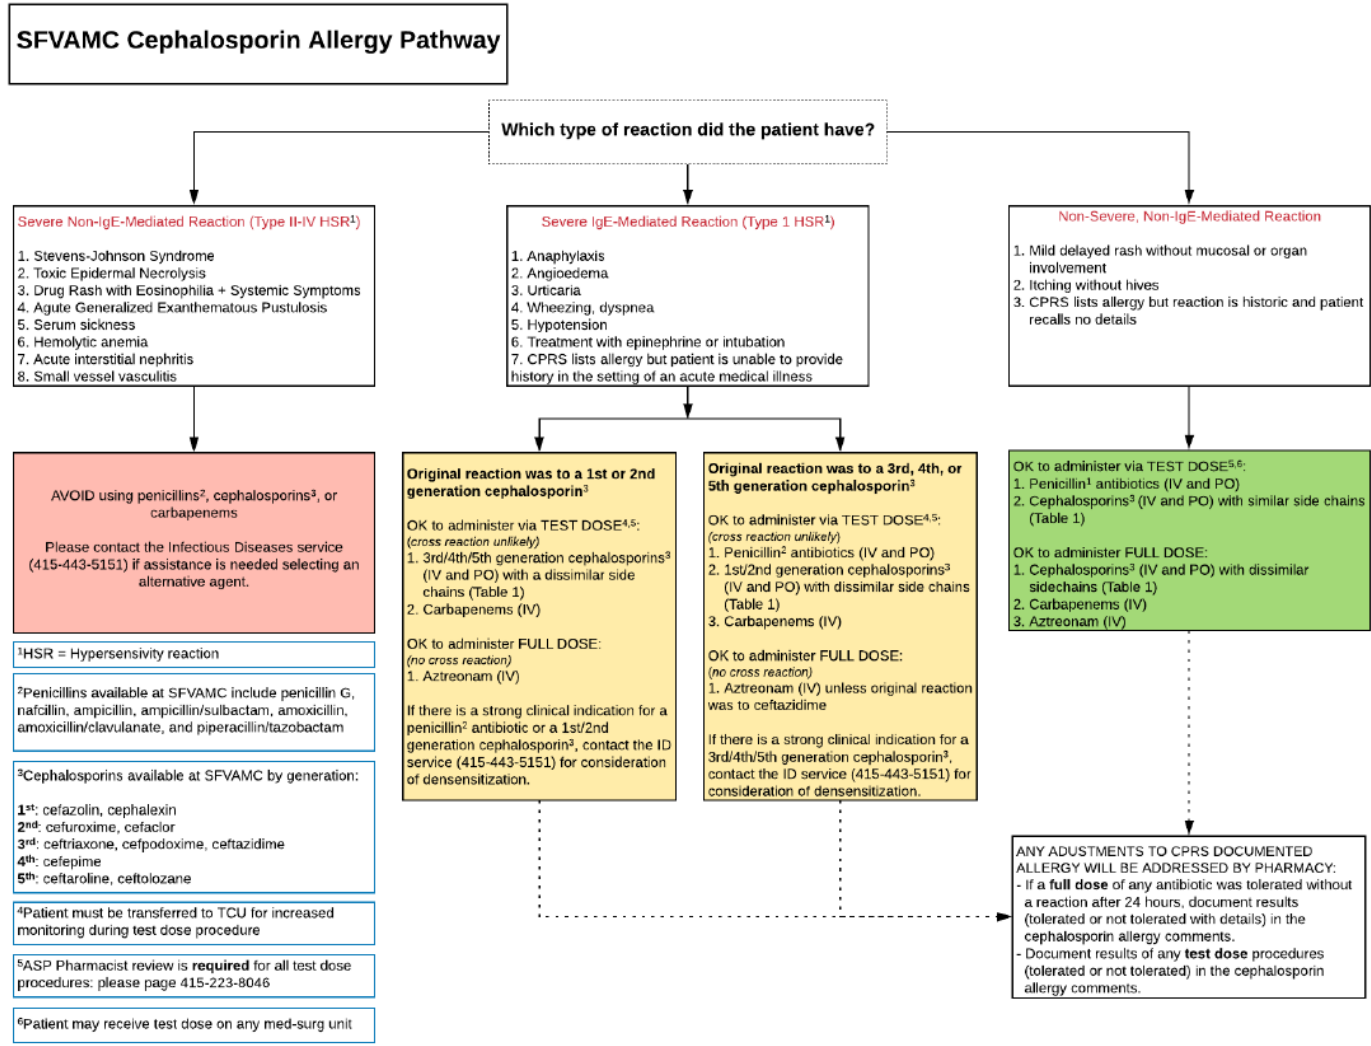 SFVAMC Cephalosporin Allergy Pathway
Which type of reaction did the patient have?
Severe Non-IgE-Mediated Reaction (Type II-IV HSR¹)
1. Stevens-Johnson Syndrome
2. Toxic Epidermal Necrolysis
3. Drug Rash with Eosinophilia + Systemic Symptoms
4. Agute Generalized Exanthematous Pustulosis
5. Serum sickness
6. Hemolytic anemia
7. Acute interstitial nephritis
8. Small vessel vasculitis
Severe IgE-Mediated Reaction (Type 1 HSR¹)
1. Anaphylaxis
2. Angioedema
3. Urticaria
4. Wheezing, dyspnea
5. Hypotension
6. Treatment with epinephrine or intubation
7. CPRS lists allergy but patient is unable to provide
history in the setting of an acute medical illness
Non-Severe, Non-IgE-Mediated Reaction
1. Mild delayed rash without mucosal or organ
involvement
2. Itching without hives
3. CPRS lists allergy but reaction is historic and patient
recalls no details
AVOID using penicillins², cephalosporins³, or
carbapenems
Please contact the Infectious Diseases service
(415-443-5151) if assistance is needed selecting an
alternative agent.
Original reaction was to a 1st or 2nd
generation cephalosporin³
OK to administer via TEST DOSE⁴,⁵:
(cross reaction unlikely)
1. 3rd/4th/5th generation cephalosporins³
(IV and PO) with a dissimilar side
chains (Table 1)
2. Carbapenems (IV)
OK to administer FULL DOSE:
(no cross reaction)
1. Aztreonam (IV)
If there is a strong clinical indication for a
penicillin² antibiotic or a 1st/2nd
generation cephalosporin³, contact the ID
service (415-443-5151) for consideration
of densensitization.
Original reaction was to a 3rd, 4th, or
5th generation cephalosporin³
OK to administer via TEST DOSE⁴,⁵:
(cross reaction unlikely)
1. Penicillin² antibiotics (IV and PO)
2. 1st/2nd generation cephalosporins³
(IV and PO) with dissimilar side chains
(Table 1)
3. Carbapenems (IV)
OK to administer FULL DOSE:
(no cross reaction)
1. Aztreonam (IV) unless original reaction
was to ceftazidime
If there is a strong clinical indication for a
3rd/4th/5th generation cephalosporin³,
contact the ID service (415-443-5151) for
consideration of densensitization.
OK to administer via TEST DOSE⁵,⁶:
1. Penicillin¹ antibiotics (IV and PO)
2. Cephalosporins³ (IV and PO) with similar side chains
(Table 1)
OK to administer FULL DOSE:
1. Cephalosporins³ (IV and PO) with dissimilar
sidechains (Table 1)
2. Carbapenems (IV)
3. Aztreonam (IV)
¹HSR = Hypersensivity reaction
²Penicillins available at SFVAMC include penicillin G,
nafcillin, ampicillin, ampicillin/sulbactam, amoxicillin,
amoxicillin/clavulanate, and piperacillin/tazobactam
³Cephalosporins available at SFVAMC by generation:
1ˢᵗ: cefazolin, cephalexin
2ⁿᵈ: cefuroxime, cefaclor
3ʳᵈ: ceftriaxone, cefpodoxime, ceftazidime
4ᵗʰ: cefepime
5ᵗʰ: ceftaroline, ceftolozane
⁴Patient must be transferred to TCU for increased
monitoring during test dose procedure
⁵ASP Pharmacist review is required for all test dose
procedures: please page 415-223-8046
⁶Patient may receive test dose on any med-surg unit
ANY ADUSTMENTS TO CPRS DOCUMENTED
ALLERGY WILL BE ADDRESSED BY PHARMACY:
- If a full dose of any antibiotic was tolerated without
a reaction after 24 hours, document results
(tolerated or not tolerated with details) in the
cephalosporin allergy comments.
- Document results of any test dose procedures
(tolerated or not tolerated) in the cephalosporin
allergy comments.